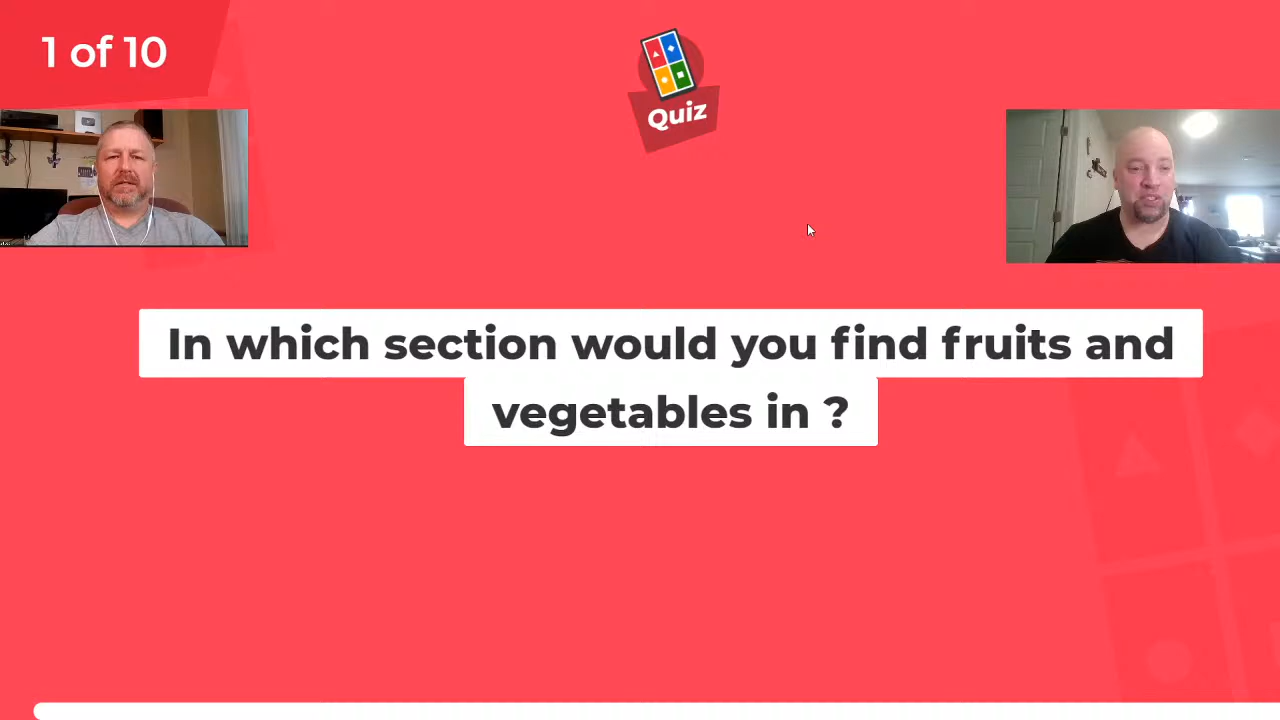 1 of 10
Quiz
In which section would you find fruits and
vegetables in ?